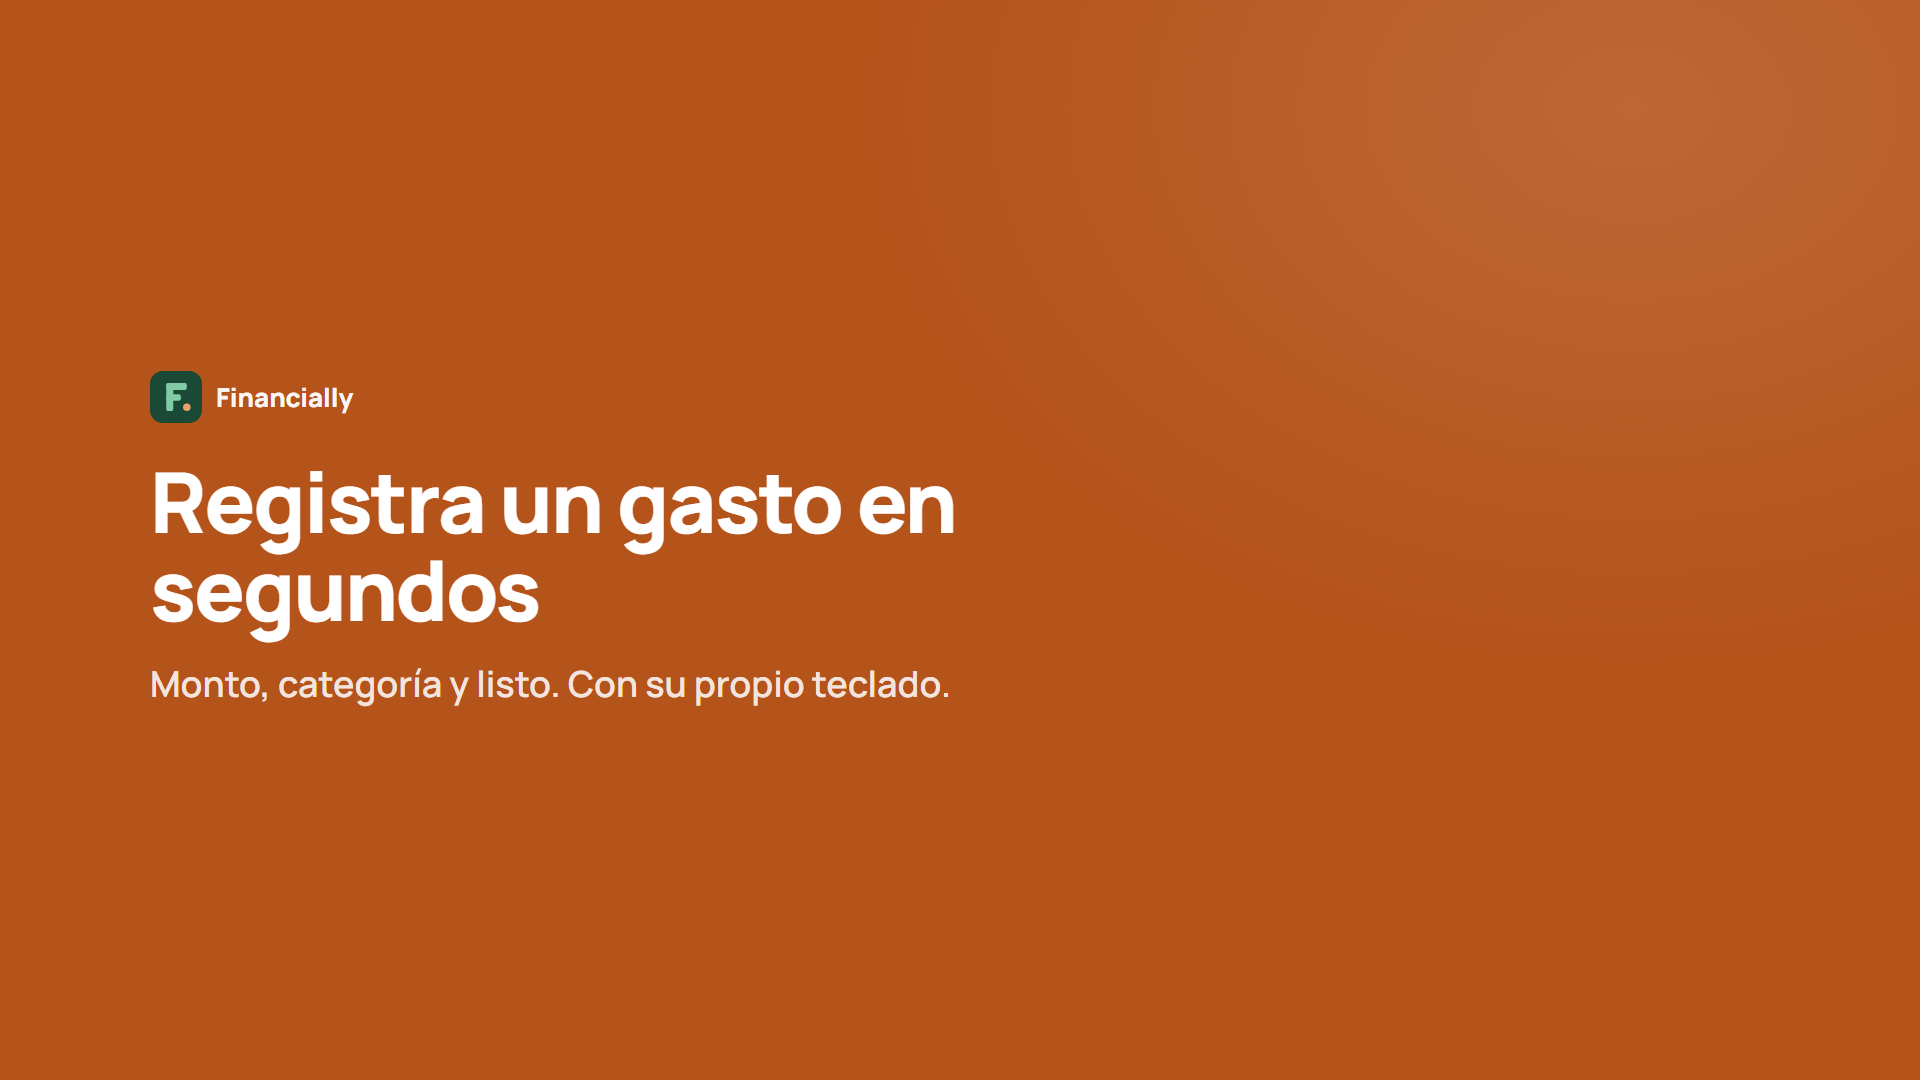 F.
Financially
Registra un gasto en
segundos
Monto, categoría y listo. Con su propio teclado.